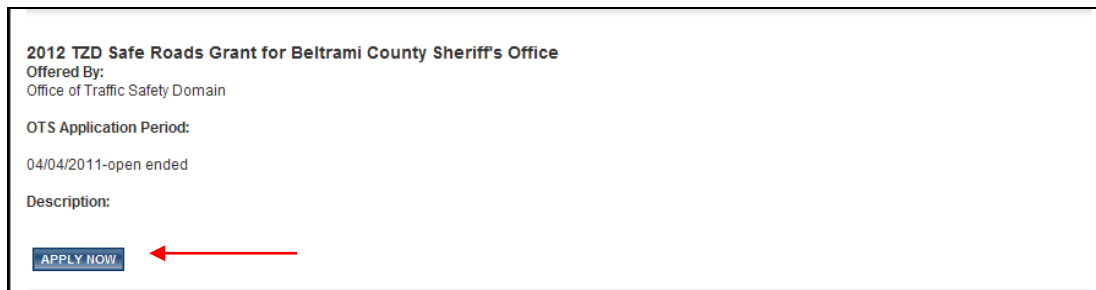 2012 TZD Safe Roads Grant for Beltrami County Sheriff's Office
Offered By:
Office of Traffic Safety Domain
OTS Application Period:
04/04/2011-open ended
Description:
APPLY NOW